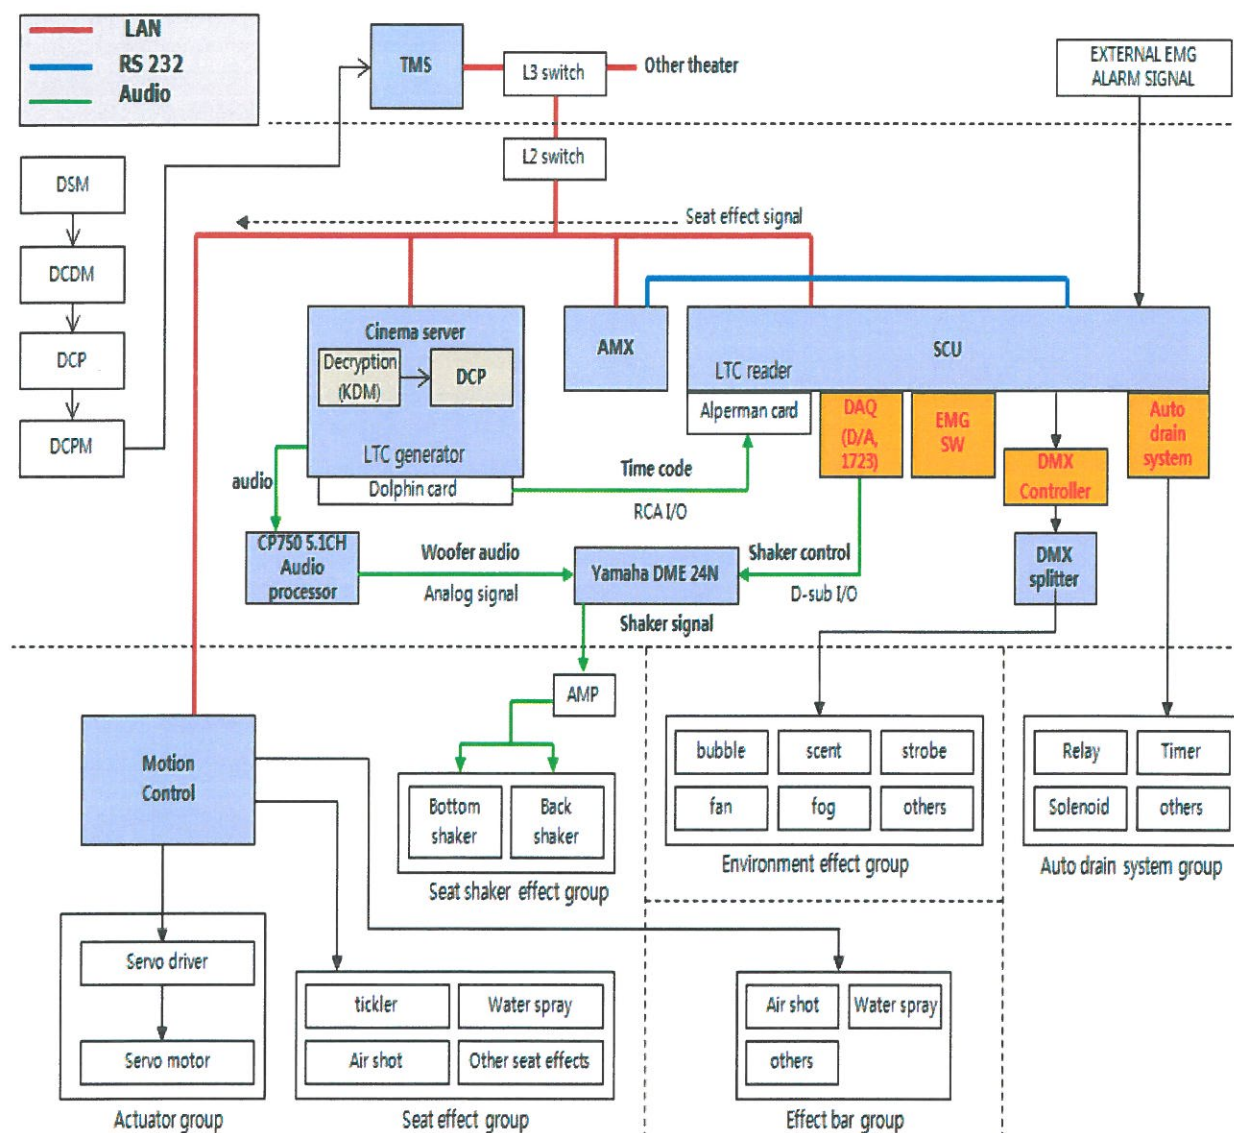 LAN
RS 232
Audio
TMS
L3 switch
Other theater
EXTERNAL EMG
ALARM SIGNAL
L2 switch
DSM
DCDM
DCP
DCPM
Seat effect signal
Cinema server
Decryption
(KDM)
DCP
LTC generator
Dolphin card
AMX
SCU
LTC reader
Alperman card
DAQ
(D/A,
1723)
EMG
SW
DMX
Controller
Auto
drain
system
audio
Time code
RCA I/O
CP750 5.1CH
Audio
processor
Woofer audio
Analog signal
Yamaha DME 24N
Shaker control
D-sub I/O
DMX
splitter
Shaker signal
AMP
Motion
Control
Bottom
shaker
Back
shaker
Seat shaker effect group
bubble
scent
strobe
fan
fog
others
Environment effect group
Relay
Timer
Solenoid
others
Auto drain system group
Servo driver
Servo motor
Actuator group
tickler
Water spray
Air shot
Other seat effects
Seat effect group
Air shot
Water spray
others
Effect bar group